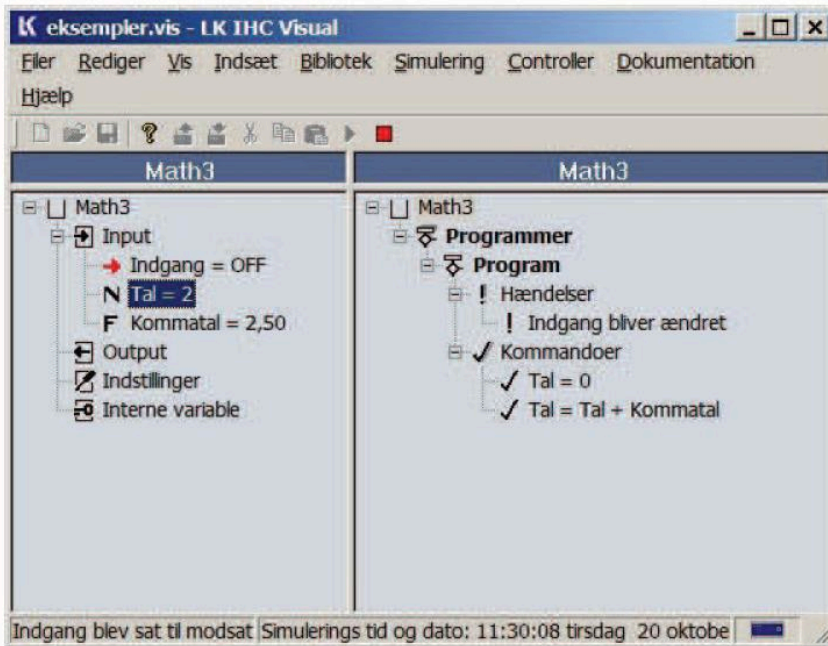 LK eksempler.vis - LK IHC Visual
Filer Rediger Vis Indsæt Bibliotek Simulering Controller Dokumentation
Hjælp
Math3
Math3
Input
Indgang = OFF
N Tal = 2
F Kommatal = 2,50
Output
Indstillinger
Interne variable
Math3
Math3
Programmer
Program
Hændelser
Indgang bliver ændret
Kommandoer
Tal = 0
Tal = Tal + Kommatal
Indgang blev sat til modsat
Simulerings tid og dato: 11:30:08 tirsdag 20 oktobe